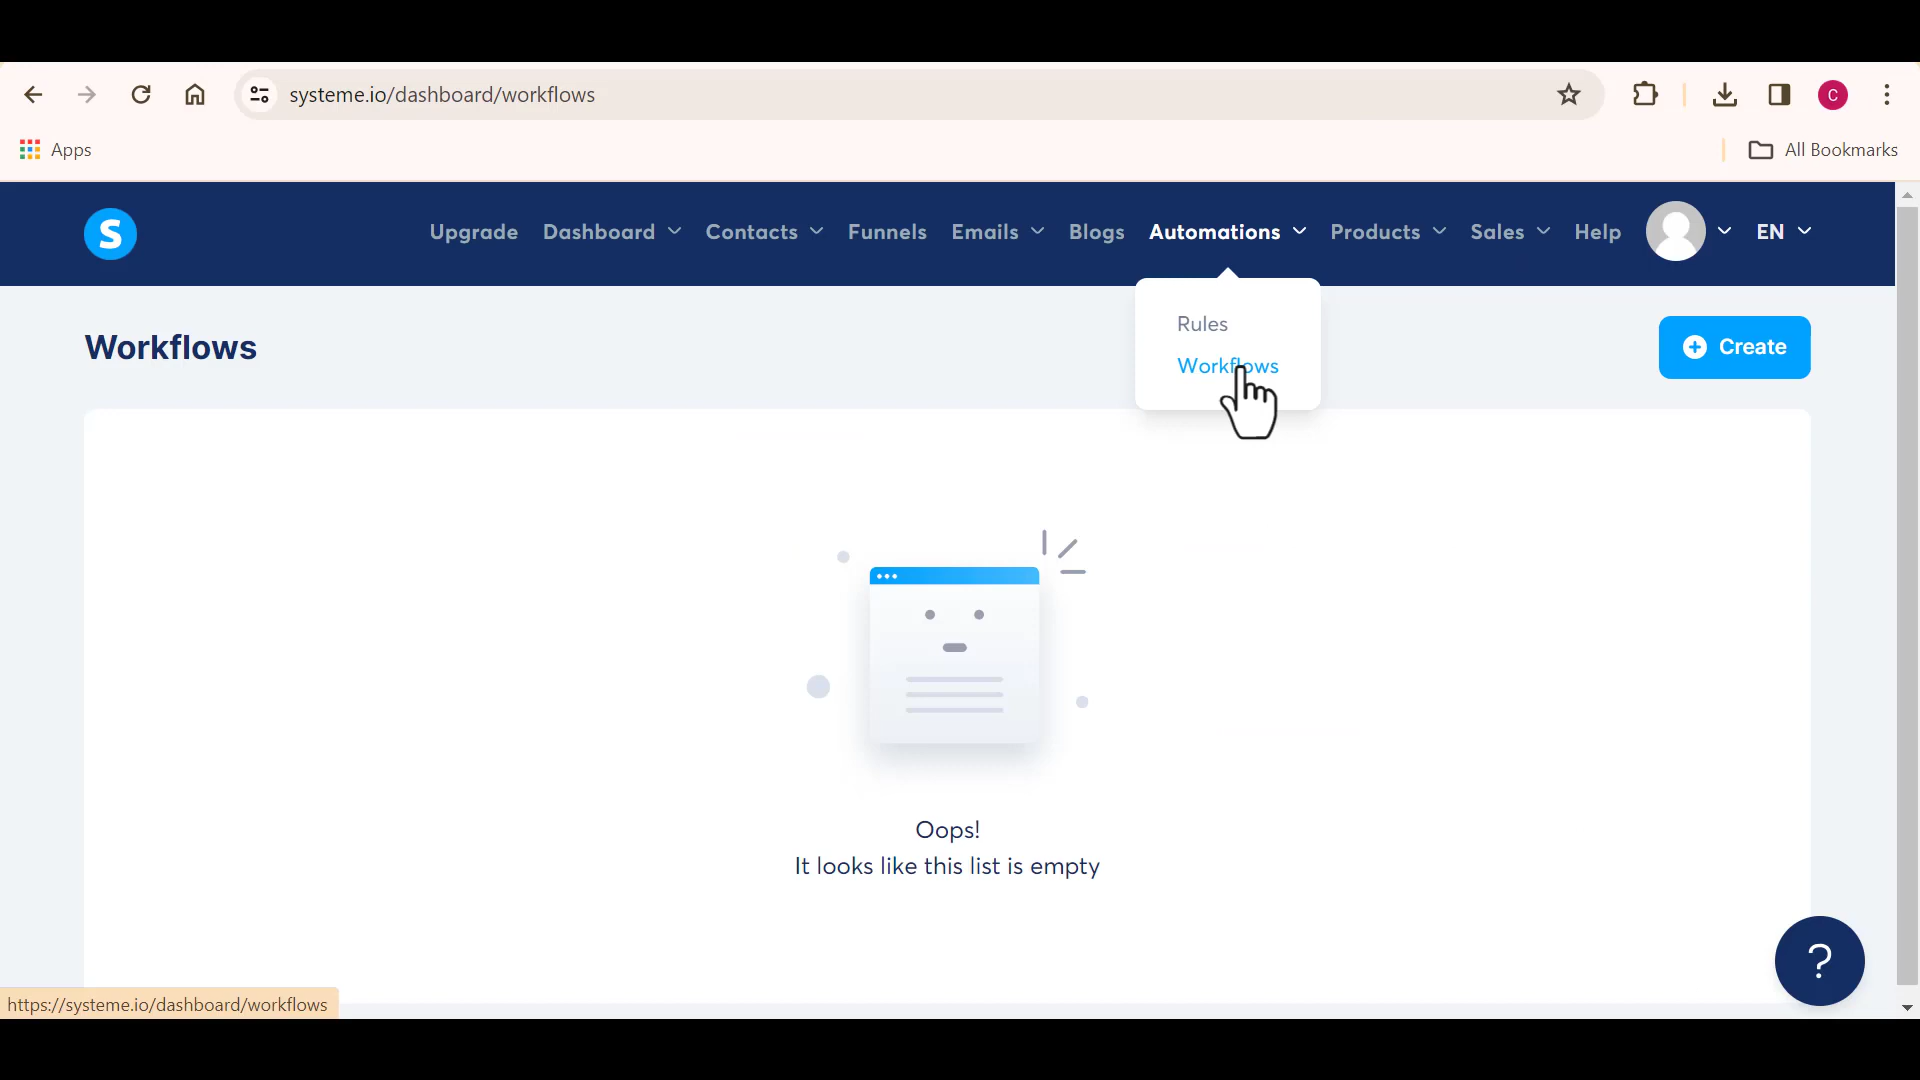 systeme.io/dashboard/workflows
C
Apps
All Bookmarks
S
Upgrade Dashboard Contacts Funnels Emails Blogs Automations Products Sales Help EN
Rules
Workflows
Workflows
Create
Oops!
It looks like this list is empty
?
https://systeme.io/dashboard/workflows